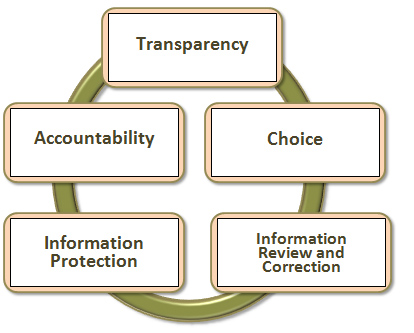 Transparency
Accountability
Choice
Information
Protection
Information
Review and
Correction